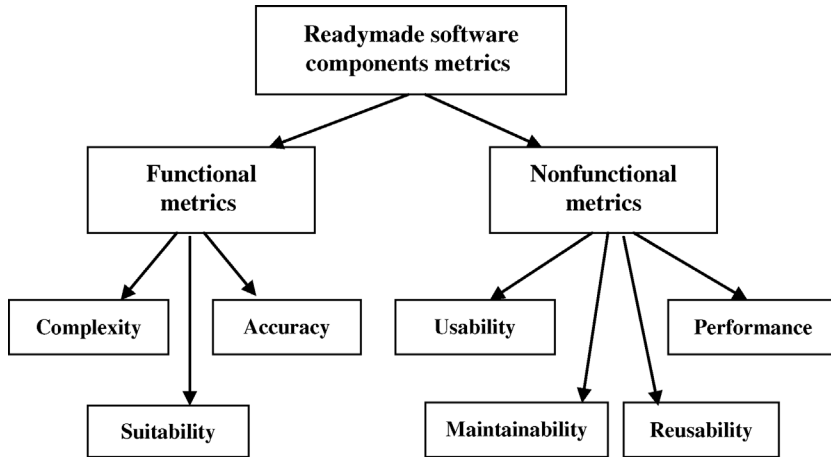 Readymade software
components metrics
Functional
metrics
Nonfunctional
metrics
Complexity
Accuracy
Usability
Performance
Suitability
Maintainability
Reusability